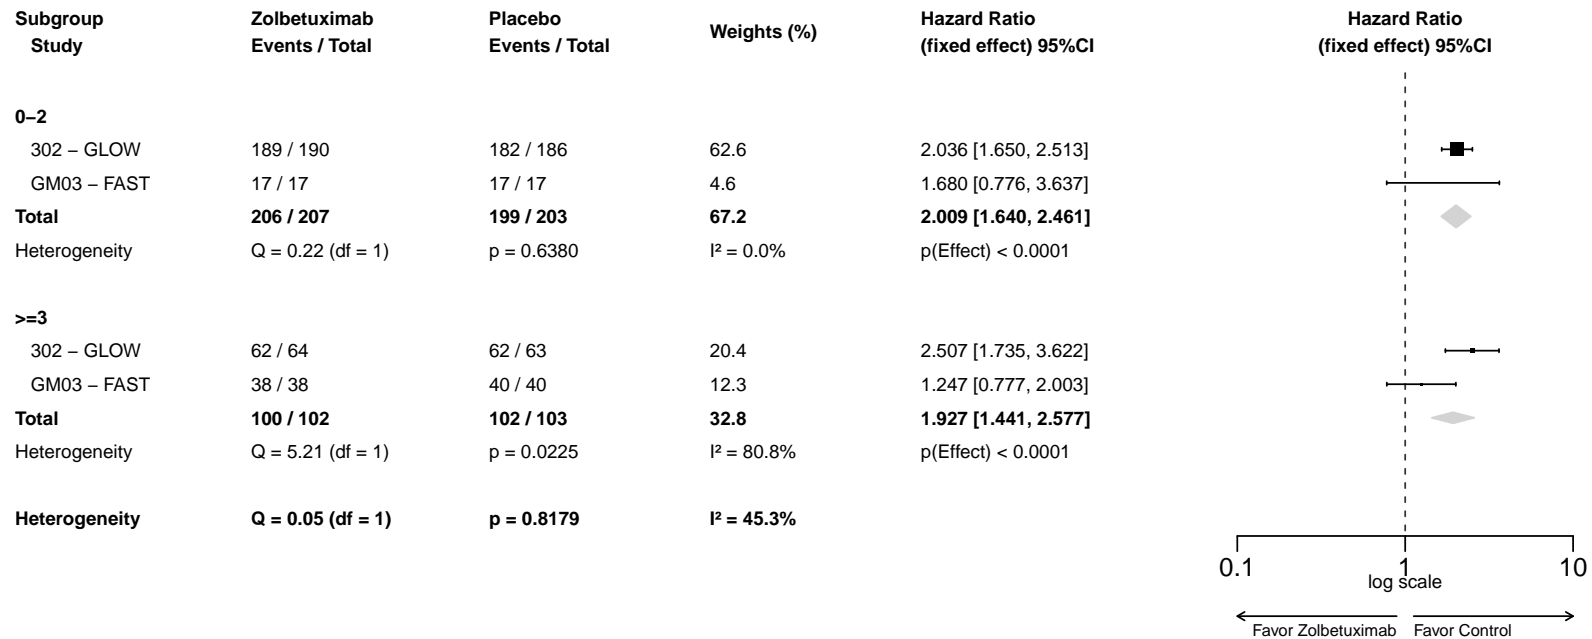 Subgroup Zolbetuximab Placebo Weights (%) Hazard Ratio Hazard Ratio
Study Events / Total Events / Total (fixed effect) 95%CI (fixed effect) 95%CI
0−2
302 − GLOW 189 / 190 182 / 186 62.6 2.036 [1.650, 2.513]
GM03 − FAST 17 / 17 17 / 17 4.6 1.680 [0.776, 3.637]
Total 206 / 207 199 / 203 67.2 2.009 [1.640, 2.461]
Heterogeneity Q = 0.22 (df = 1) p = 0.6380 I² = 0.0% p(Effect) < 0.0001
>=3
302 − GLOW 62 / 64 62 / 63 20.4 2.507 [1.735, 3.622]
GM03 − FAST 38 / 38 40 / 40 12.3 1.247 [0.777, 2.003]
Total 100 / 102 102 / 103 32.8 1.927 [1.441, 2.577]
Heterogeneity Q = 5.21 (df = 1) p = 0.0225 I² = 80.8% p(Effect) < 0.0001
Heterogeneity Q = 0.05 (df = 1) p = 0.8179 I² = 45.3%
0.1 1 10
log scale
Favor Zolbetuximab Favor Control